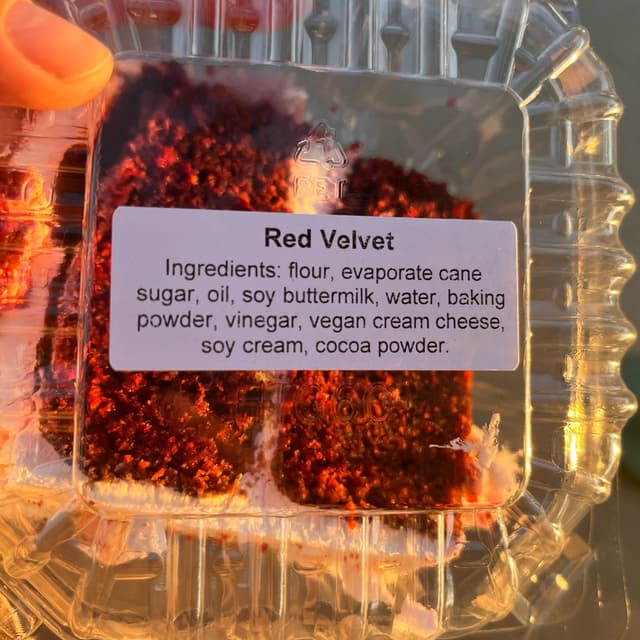 Red Velvet
Ingredients: flour, evaporate cane
sugar, oil, soy buttermilk, water, baking
powder, vinegar, vegan cream cheese,
soy cream, cocoa powder.